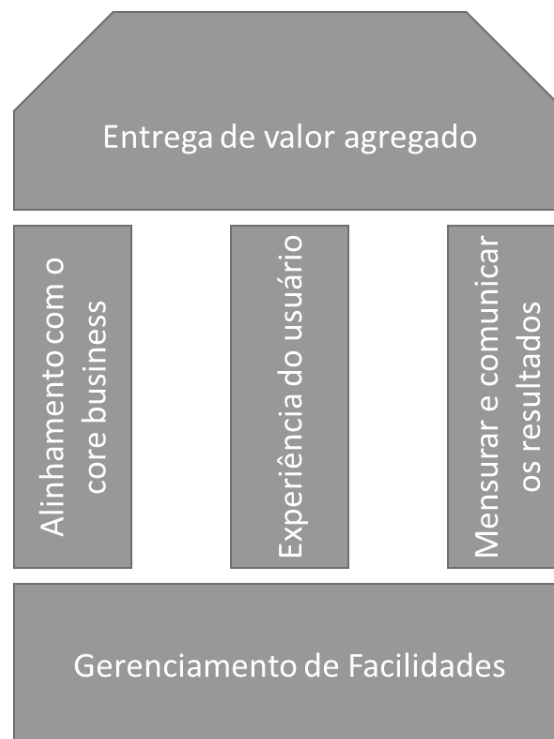 Entrega de valor agregado
Alinhamento com o
core business
Experiência do usuário
Mensurar e comunicar
os resultados
Gerenciamento de Facilidades